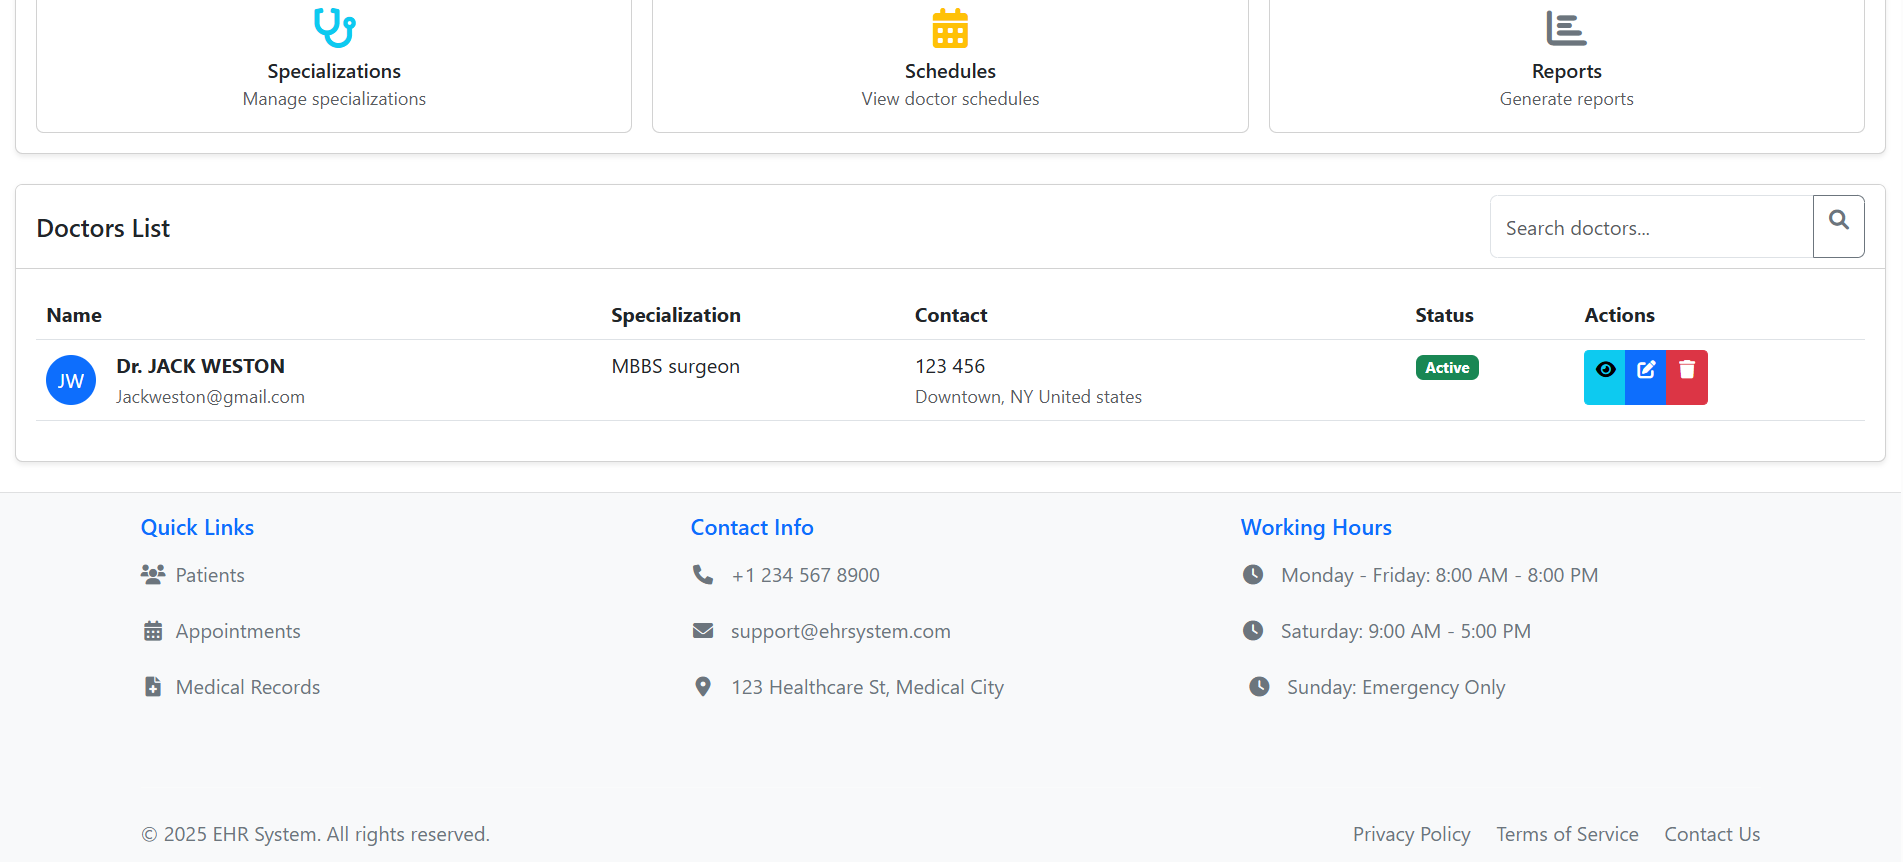 Specializations
Manage specializations
Schedules
View doctor schedules
Reports
Generate reports
Doctors List
Search doctors...
Name Specialization Contact Status Actions
JW
Dr. JACK WESTON MBBS surgeon 123 456 Active
Jackweston@gmail.com Downtown, NY United states
Quick Links
Patients
Appointments
Medical Records
Contact Info
+1 234 567 8900
support@ehrsystem.com
123 Healthcare St, Medical City
Working Hours
Monday - Friday: 8:00 AM - 8:00 PM
Saturday: 9:00 AM - 5:00 PM
Sunday: Emergency Only
© 2025 EHR System. All rights reserved.
Privacy Policy Terms of Service Contact Us